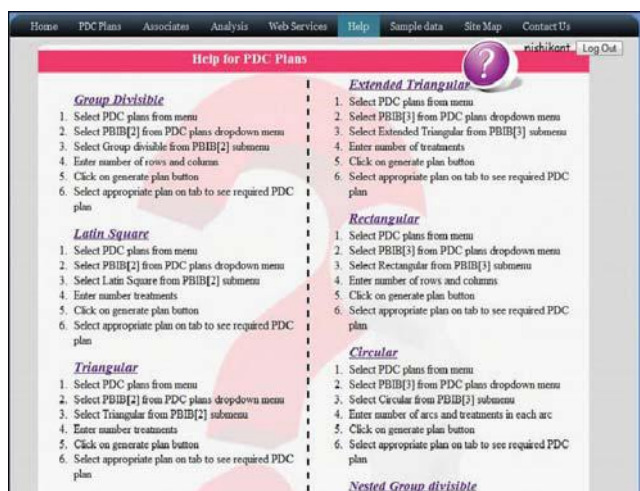 Home PDC Plans Associates Analysis Web Services Help Sample data Site Map Contact Us
nishikant Log Out
Help for PDC Plans
Group Divisible
1. Select PDC plans from menu
2. Select PBIB[2] from PDC plans dropdown menu
3. Select Group divisible from PBIB[2] submenu
4. Enter number of rows and column
5. Click on generate plan button
6. Select appropriate plan on tab to see required PDC
plan
Latin Square
1. Select PDC plans from menu
2. Select PBIB[2] from PDC plans dropdown menu
3. Select Latin Square from PBIB[2] submenu
4. Enter number treatments
5. Click on generate plan button
6. Select appropriate plan on tab to see required PDC
plan
Triangular
1. Select PDC plans from menu
2. Select PBIB[2] from PDC plans dropdown menu
3. Select Triangular from PBIB[2] submenu
4. Enter number treatments
5. Click on generate plan button
6. Select appropriate plan on tab to see required PDC
plan
Extended Triangular
1. Select PDC plans from menu
2. Select PBIB[3] from PDC plans dropdown menu
3. Select Extended Triangular from PBIB[3] submenu
4. Enter number of treatments
5. Click on generate plan button
6. Select appropriate plan on tab to see required PDC
plan
Rectangular
1. Select PDC plans from menu
2. Select PBIB[3] from PDC plans dropdown menu
3. Select Rectangular from PBIB[3] submenu
4. Enter number of rows and columns
5. Click on generate plan button
6. Select appropriate plan on tab to see required PDC
plan
Circular
1. Select PDC plans from menu
2. Select PBIB[3] from PDC plans dropdown menu
3. Select Circular from PBIB[3] submenu
4. Enter number of arcs and treatments in each arc
5. Click on generate plan button
6. Select appropriate plan on tab to see required PDC
plan
Nested Group divisible